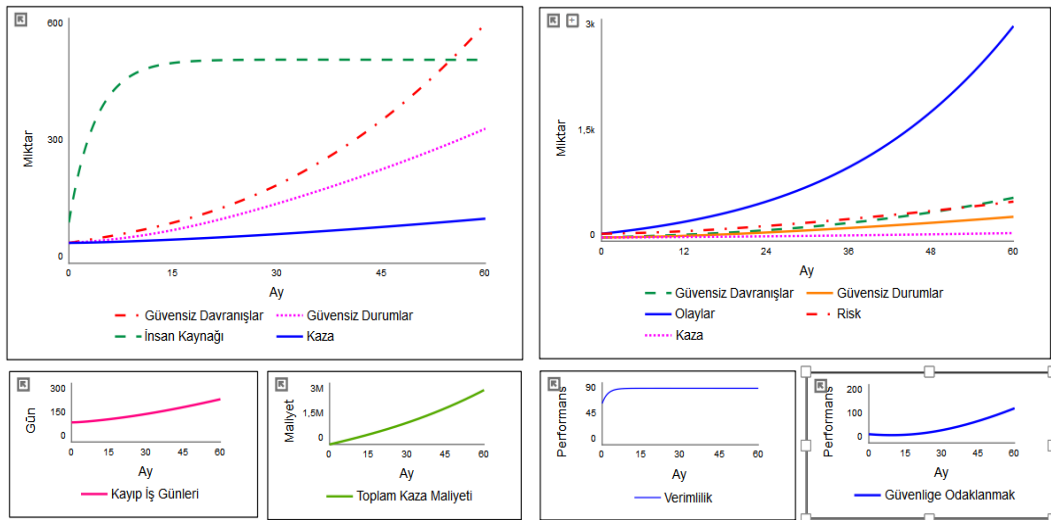 600
300
0
Miktar
0 15 30 45 60
Ay
Güvensiz Davranışlar Güvensiz Durumlar
İnsan Kaynağı Kaza
3k
1,5k
0
Miktar
0 12 24 36 48 60
Ay
Güvensiz Davranışlar Güvensiz Durumlar
Olaylar Risk
Kaza
300
150
0
Gün
0 15 30 45 60
Ay
Kayıp İş Günleri
3M
1,5M
0
Maliyet
0 15 30 45 60
Ay
Toplam Kaza Maliyeti
90
45
0
Performans
0 15 30 45 60
Ay
Verimlilik
200
100
0
Performans
0 15 30 45 60
Ay
Güvenlige Odaklanmak